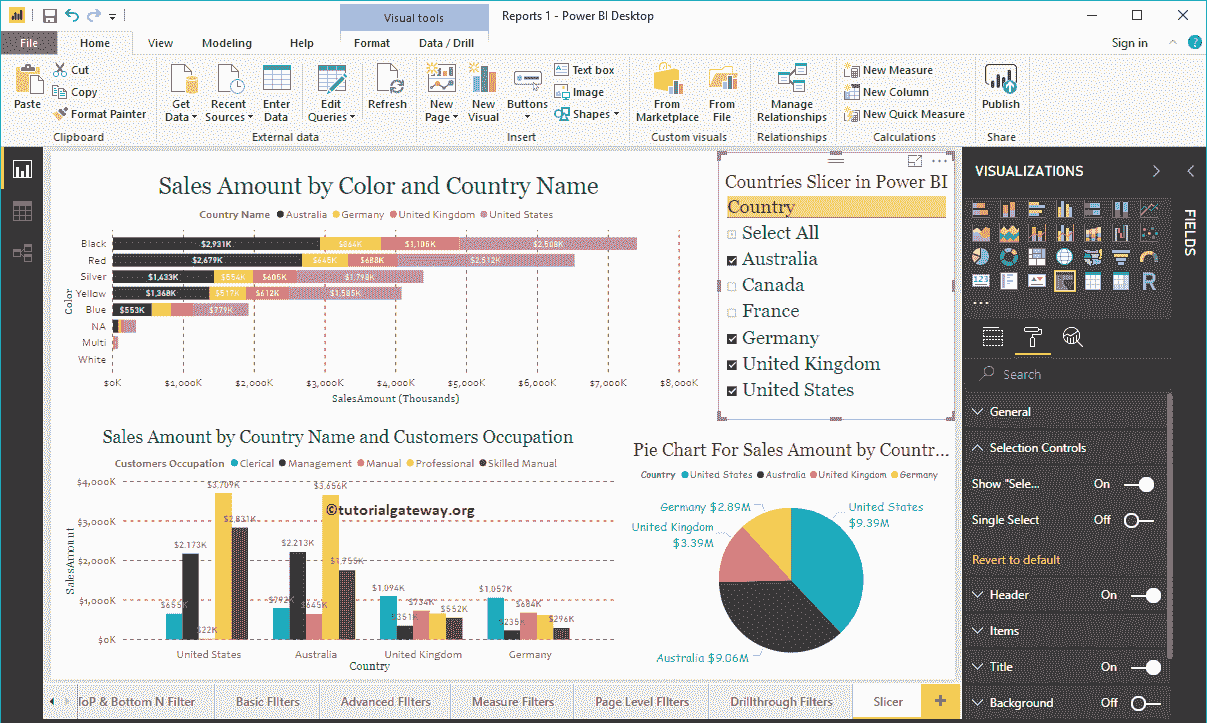 Visual tools
Reports 1 - Power BI Desktop
File Home View Modeling Help Format Data / Drill Sign in
Paste
Cut
Copy
Format Painter
Get Data
Recent Sources
Enter Data
Edit Queries
Refresh
New Page
New Visual
Buttons
Text box
Image
Shapes
From Marketplace
From File
Manage Relationships
New Measure
New Column
New Quick Measure
Publish
Clipboard External data Insert Custom visuals Relationships Calculations Share
Sales Amount by Color and Country Name
Country Name Australia Germany United Kingdom United States
Color
Black $2,931K $864K $1,106K $2,508K
Red $2,679K $645K $688K $2,512K
Silver $1,433K $554K $605K $1,798K
Yellow $1,368K $517K $612K $1,585K
Blue $553K $779K
NA
Multi
White
$0K $1,000K $2,000K $3,000K $4,000K $5,000K $6,000K $7,000K $8,000K
SalesAmount (Thousands)
Countries Slicer in Power BI
Country
Select All
Australia
Canada
France
Germany
United Kingdom
United States
Sales Amount by Country Name and Customers Occupation
Customers Occupation Clerical Management Manual Professional Skilled Manual
SalesAmount
$4,000K
$3,000K
$2,000K
$1,000K
$0K
$655K $2,173K $22K $3,709K $2,831K
$792K $2,213K $645K $3,656K $1,755K
$1,094K $351K $734K $552K
$1,057K $235K $684K $296K
©tutorialgateway.org
United States Australia United Kingdom Germany
Country
Pie Chart For Sales Amount by Countr...
Country United States Australia United Kingdom Germany
Germany $2.89M
United States
$9.39M
United Kingdom
$3.39M
Australia $9.06M
VISUALIZATIONS
FIELDS
123
R
Search
General
Selection Controls
Show "Sele... On
Single Select Off
Revert to default
Header On
Items
Title On
Background Off
ToP & Bottom N Filter Basic FIlters Advanced FIlters Measure Filters Page Level FIlters Drillthrough Filters Slicer +